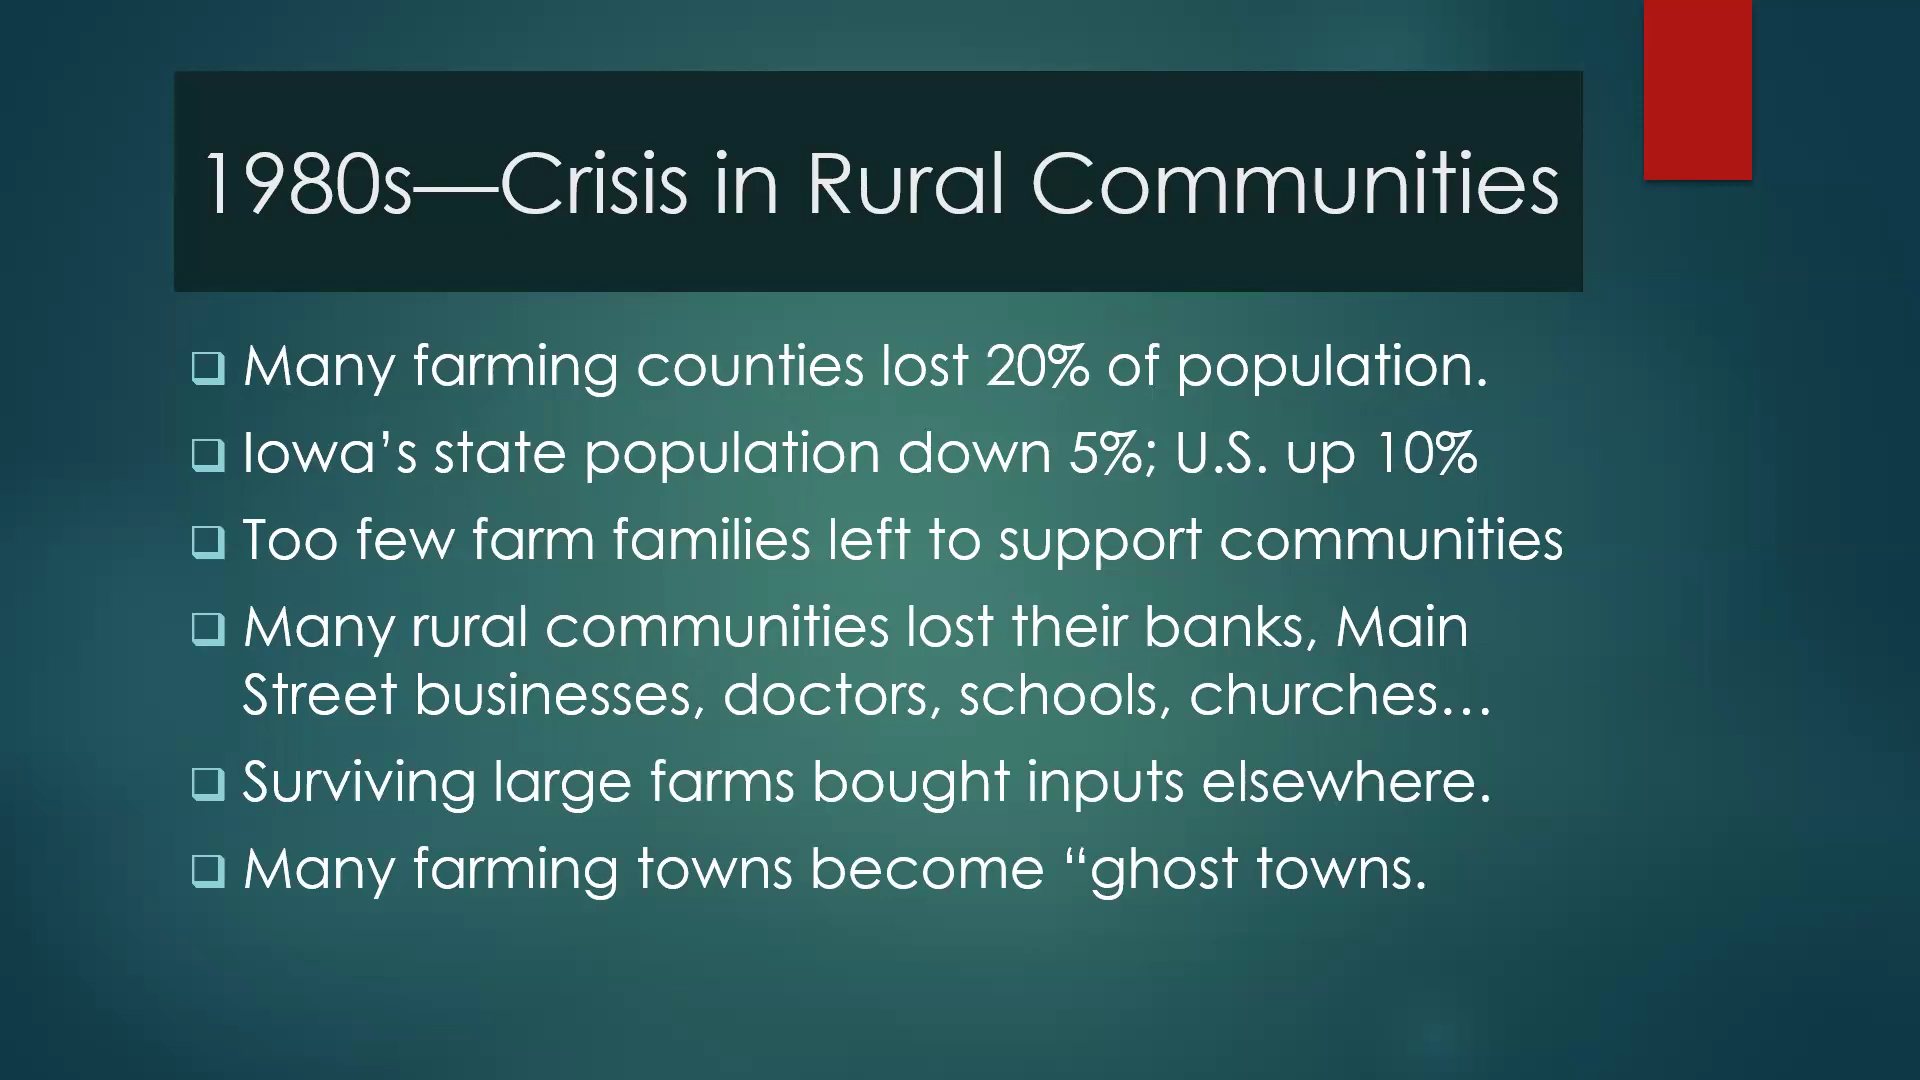 1980s—Crisis in Rural Communities
Many farming counties lost 20% of population.
Iowa’s state population down 5%; U.S. up 10%
Too few farm families left to support communities
Many rural communities lost their banks, Main
Street businesses, doctors, schools, churches…
Surviving large farms bought inputs elsewhere.
Many farming towns become “ghost towns.